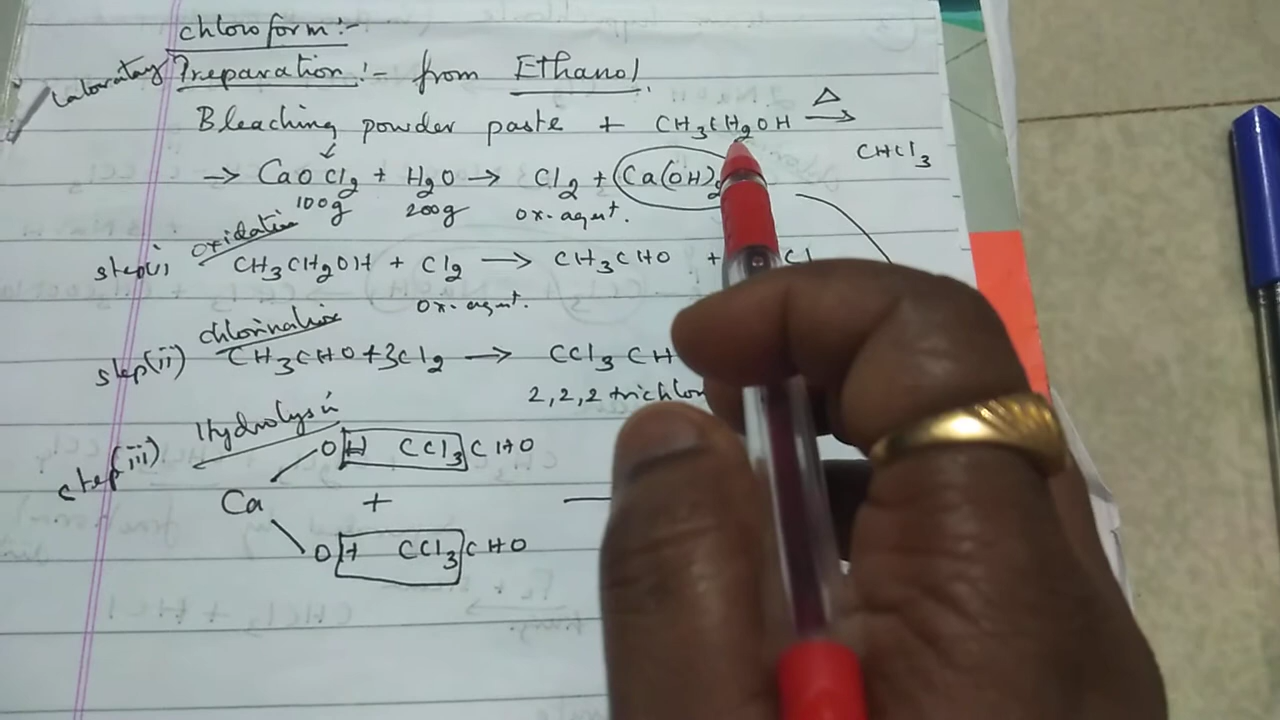 chloroform:-
Laboratary Preparation:- from Ethanol.
Bleaching powder paste + CH3CH2OH △→
CHCl3
→ CaOCl2 + H2O → Cl2 + Ca(OH)2
100g 200g ox-agent.
step(i) oxidation
CH3CH2OH + Cl2 → CH3CHO + Cl
ox-agent.
chlorination
step(ii) CH3CHO+3Cl2 → CCl3 CH
2,2,2 trichlor
Hydrolysis
step(iii)
OH CCl3CHO
Ca +
OH CCl3CHO